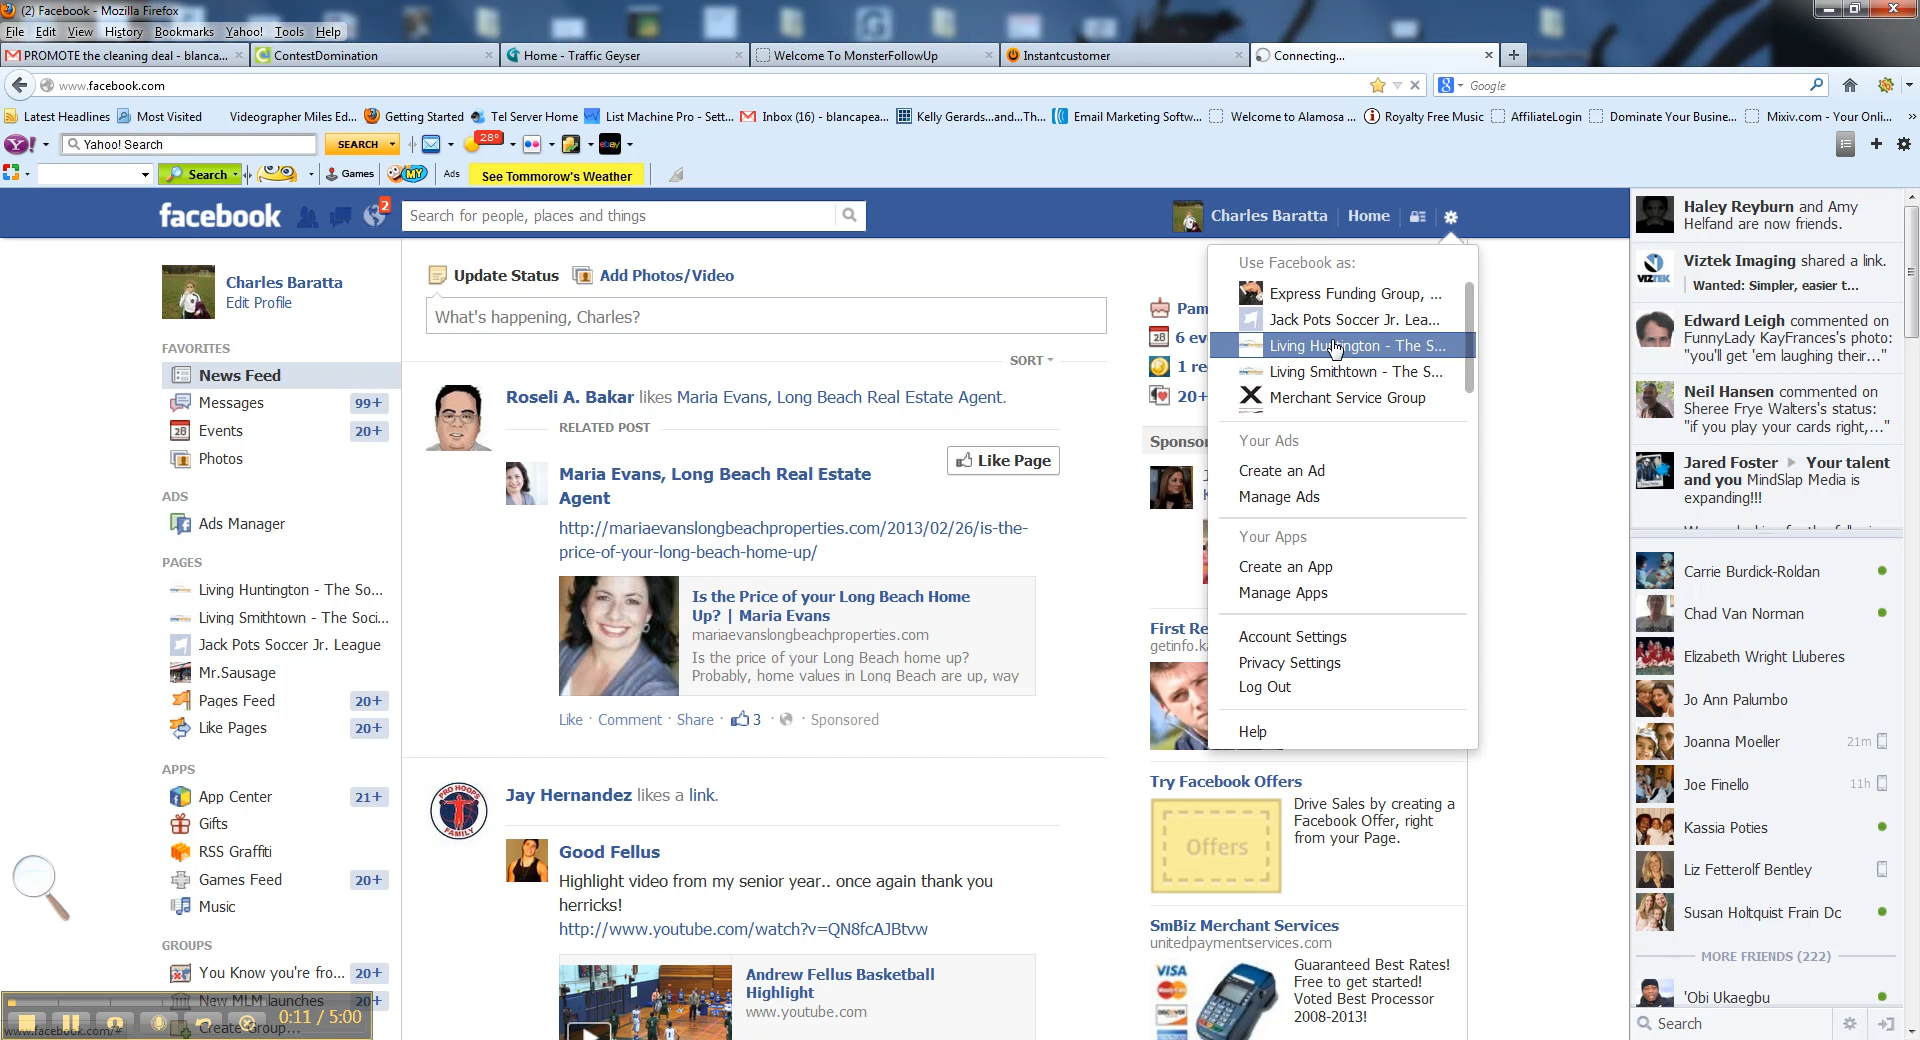 (2) Facebook - Mozilla Firefox
File Edit View History Bookmarks Yahoo! Tools Help
PROMOTE the cleaning deal - blanca...
ContestDomination
Home - Traffic Geyser
Welcome To MonsterFollowUp
Instantcustomer
Connecting...
www.facebook.com
Google
Latest Headlines Most Visited Videographer Miles Ed... Getting Started Tel Server Home List Machine Pro - Sett... Inbox (16) - blancapea... Kelly Gerards...and...Th... Email Marketing Softw... Welcome to Alamosa ... Royalty Free Music AffiliateLogin Dominate Your Busine... Mixiv.com - Your Onli...
Yahoo! Search
SEARCH
28°
ebay
Search
Games
MY
Ads
See Tommorow's Weather
facebook
2
Search for people, places and things
Charles Baratta
Home
Charles Baratta
Edit Profile
FAVORITES
News Feed
Messages 99+
Events 20+
Photos
ADS
Ads Manager
PAGES
Living Huntington - The So...
Living Smithtown - The Soci...
Jack Pots Soccer Jr. League
Mr.Sausage
Pages Feed 20+
Like Pages 20+
APPS
App Center 21+
Gifts
RSS Graffiti
Games Feed 20+
Music
GROUPS
You Know you're fro... 20+
New MLM launches 20+
Create Group...
0:11 / 5:00
www.facebook.com/#
Update Status
Add Photos/Video
What's happening, Charles?
SORT
Roseli A. Bakar likes Maria Evans, Long Beach Real Estate Agent.
RELATED POST
Maria Evans, Long Beach Real Estate
Agent
Like Page
http://mariaevanslongbeachproperties.com/2013/02/26/is-the-
price-of-your-long-beach-home-up/
Is the Price of your Long Beach Home
Up? | Maria Evans
mariaevanslongbeachproperties.com
Is the price of your Long Beach home up?
Probably, home values in Long Beach are up, way
Like · Comment · Share · 3 · · Sponsored
Jay Hernandez likes a link.
PRO HOOPS
FAMILY
Good Fellus
Highlight video from my senior year.. once again thank you
herricks!
http://www.youtube.com/watch?v=QN8fcAJBtvw
Andrew Fellus Basketball
Highlight
www.youtube.com
Pam
28
6 ev
1 re
20+
Sponsor
First Re
getinfo.k
Use Facebook as:
Express Funding Group, ...
Jack Pots Soccer Jr. Lea...
Living Huntington - The S...
Living Smithtown - The S...
Merchant Service Group
Your Ads
Create an Ad
Manage Ads
Your Apps
Create an App
Manage Apps
Account Settings
Privacy Settings
Log Out
Help
Try Facebook Offers
Offers
Drive Sales by creating a
Facebook Offer, right
from your Page.
SmBiz Merchant Services
unitedpaymentservices.com
VISA
MasterCard
DISCOVER
Guaranteed Best Rates!
Free to get started!
Voted Best Processor
2008-2013!
Haley Reyburn and Amy
Helfand are now friends.
VIZTEK
Viztek Imaging shared a link.
Wanted: Simpler, easier t...
Edward Leigh commented on
FunnyLady KayFrances's photo:
"you'll get 'em laughing their..."
Neil Hansen commented on
Sheree Frye Walters's status:
"if you play your cards right,..."
Jared Foster ▶ Your talent
and you MindSlap Media is
expanding!!!
Carrie Burdick-Roldan
Chad Van Norman
Elizabeth Wright Lluberes
Jo Ann Palumbo
Joanna Moeller 21m
Joe Finello 11h
Kassia Poties
Liz Fetterolf Bentley
Susan Holtquist Frain Dc
MORE FRIENDS (222)
'Obi Ukaegbu
Search